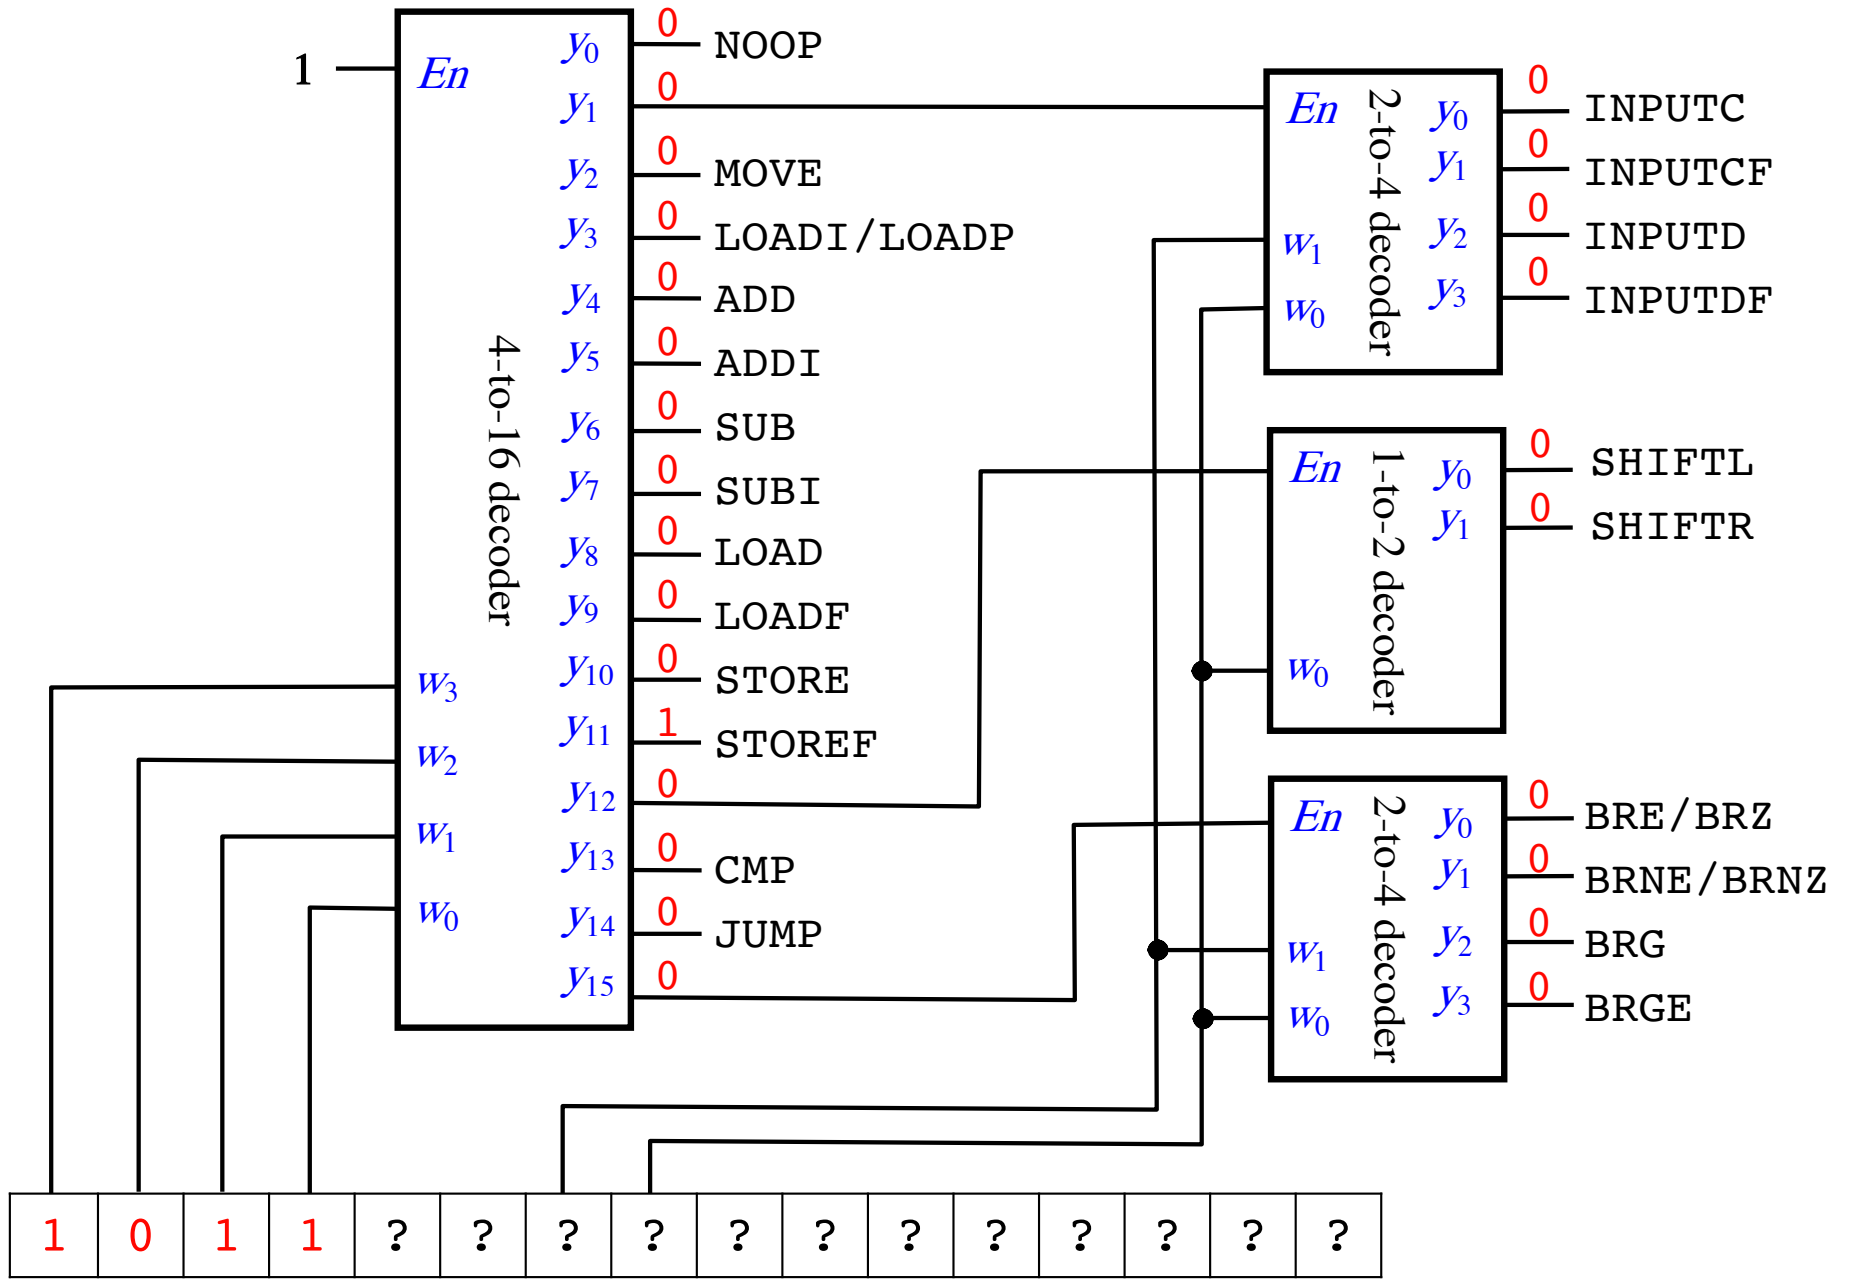 1
En
4-to-16 decoder
w3
w2
w1
w0
y0 0 NOOP
y1 0
y2 0 MOVE
y3 0 LOADI/LOADP
y4 0 ADD
y5 0 ADDI
y6 0 SUB
y7 0 SUBI
y8 0 LOAD
y9 0 LOADF
y10 0 STORE
y11 1 STOREF
y12 0
y13 0 CMP
y14 0 JUMP
y15 0
En
w1
w0
2-to-4 decoder
y0 0 INPUTC
y1 0 INPUTCF
y2 0 INPUTD
y3 0 INPUTDF
En
w0
1-to-2 decoder
y0 0 SHIFTL
y1 0 SHIFTR
En
w1
w0
2-to-4 decoder
y0 0 BRE/BRZ
y1 0 BRNE/BRNZ
y2 0 BRG
y3 0 BRGE
1 0 1 1 ? ? ? ? ? ? ? ? ? ? ? ?